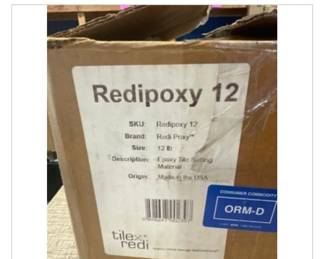 Redipoxy 12
SKU: Redipoxy 12
Brand: Redi Poxy™
Size: 12 lb
Description: Epoxy Tile Setting
Material
Origin: Made in the USA
CONSUMER COMMODITY
ORM-D
tile
redi